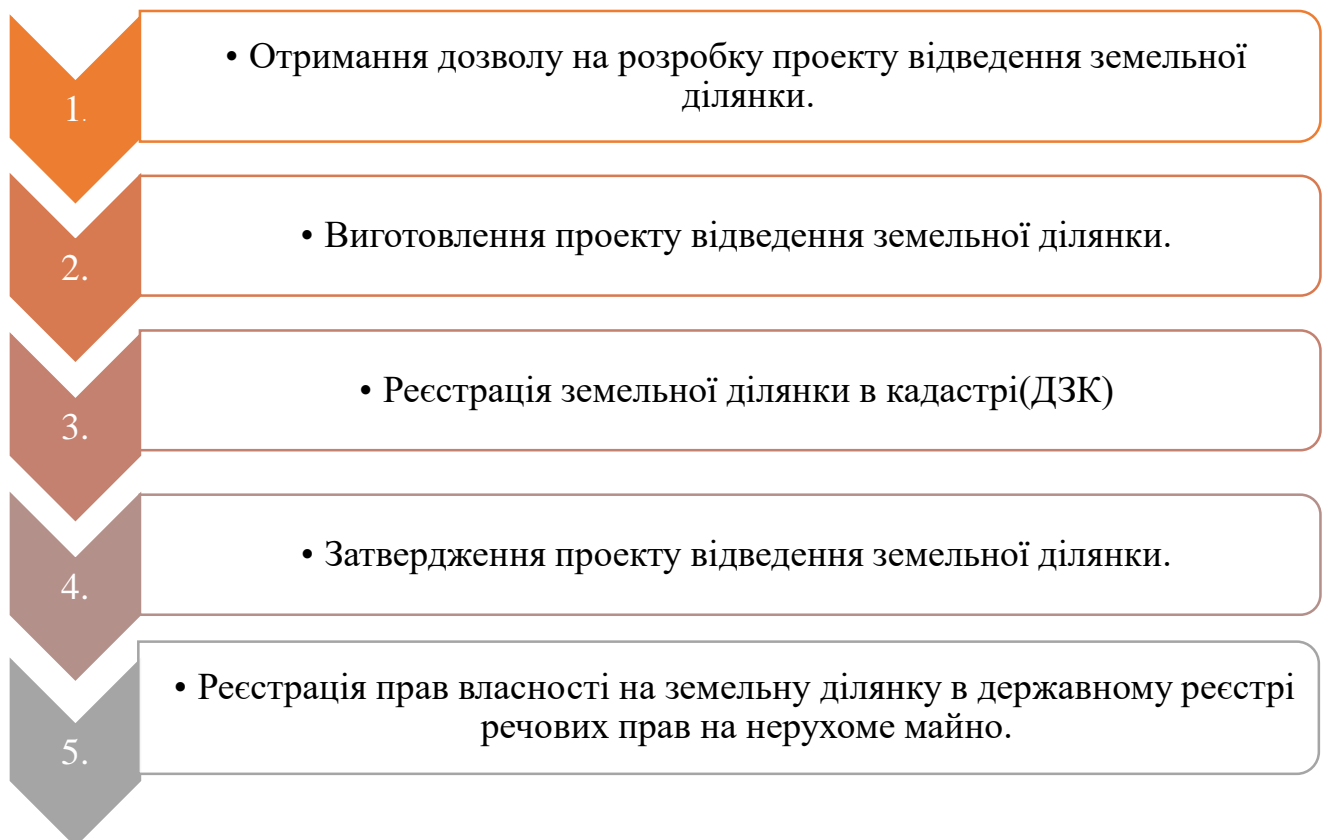 1.
• Отримання дозволу на розробку проекту відведення земельної
ділянки.
2.
• Виготовлення проекту відведення земельної ділянки.
3.
• Реєстрація земельної ділянки в кадастрі(ДЗК)
4.
• Затвердження проекту відведення земельної ділянки.
5.
• Реєстрація прав власності на земельну ділянку в державному реєстрі
речових прав на нерухоме майно.